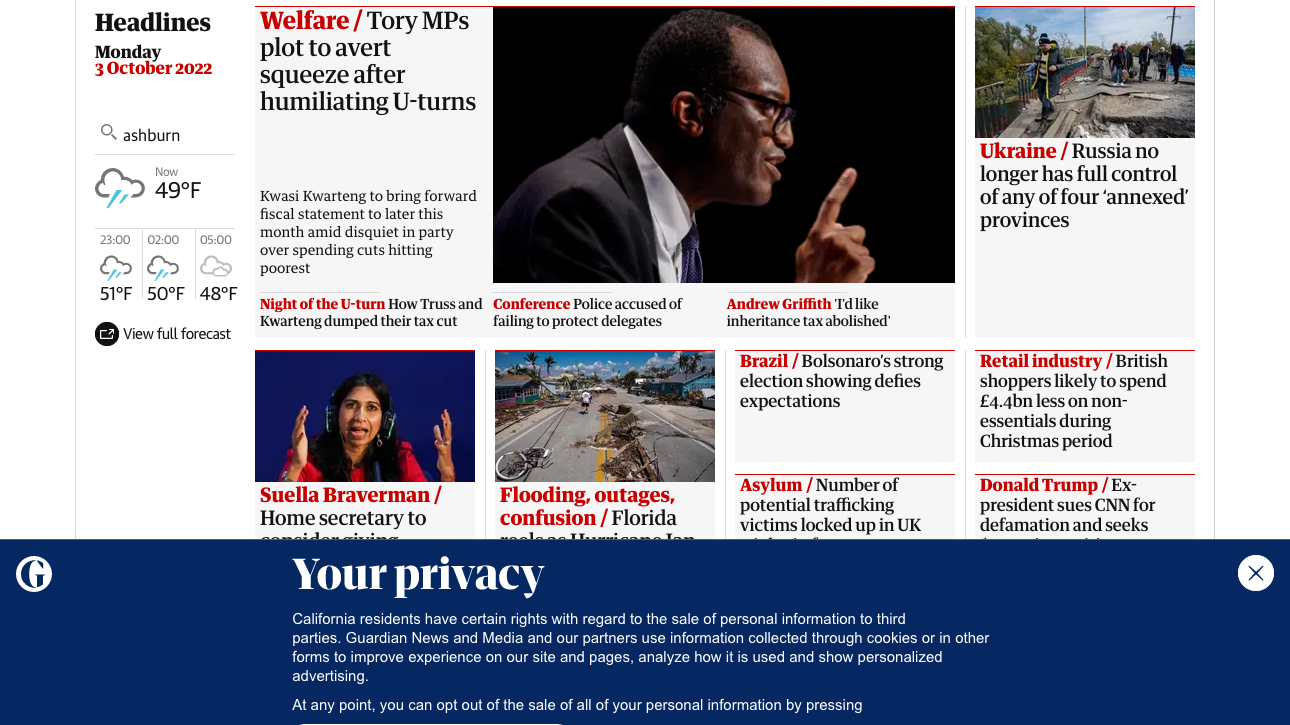 Headlines
Monday
3 October 2022
ashburn
Now
49°F
23:00
51°F
02:00
50°F
05:00
48°F
View full forecast
Welfare / Tory MPs
plot to avert
squeeze after
humiliating U-turns
Kwasi Kwarteng to bring forward
fiscal statement to later this
month amid disquiet in party
over spending cuts hitting
poorest
Night of the U-turn How Truss and
Kwarteng dumped their tax cut
Conference Police accused of
failing to protect delegates
Andrew Griffith 'I'd like
inheritance tax abolished'
Ukraine / Russia no
longer has full control
of any of four ‘annexed’
provinces
Suella Braverman /
Home secretary to
consider giving
Flooding, outages,
confusion / Florida
reels as Hurricane Ian
Brazil / Bolsonaro’s strong
election showing defies
expectations
Retail industry / British
shoppers likely to spend
£4.4bn less on non-
essentials during
Christmas period
Asylum / Number of
potential trafficking
victims locked up in UK
Donald Trump / Ex-
president sues CNN for
defamation and seeks
Your privacy
California residents have certain rights with regard to the sale of personal information to third
parties. Guardian News and Media and our partners use information collected through cookies or in other
forms to improve experience on our site and pages, analyze how it is used and show personalized
advertising.
At any point, you can opt out of the sale of all of your personal information by pressing